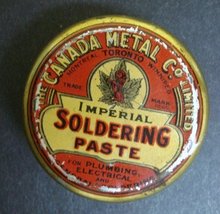 THE CANADA METAL CO. LIMITED
MONTREAL TORONTO WINNIPEG
TRADE MARK
IMPERIAL
SOLDERING
PASTE
FOR PLUMBING,
ELECTRICAL
AND